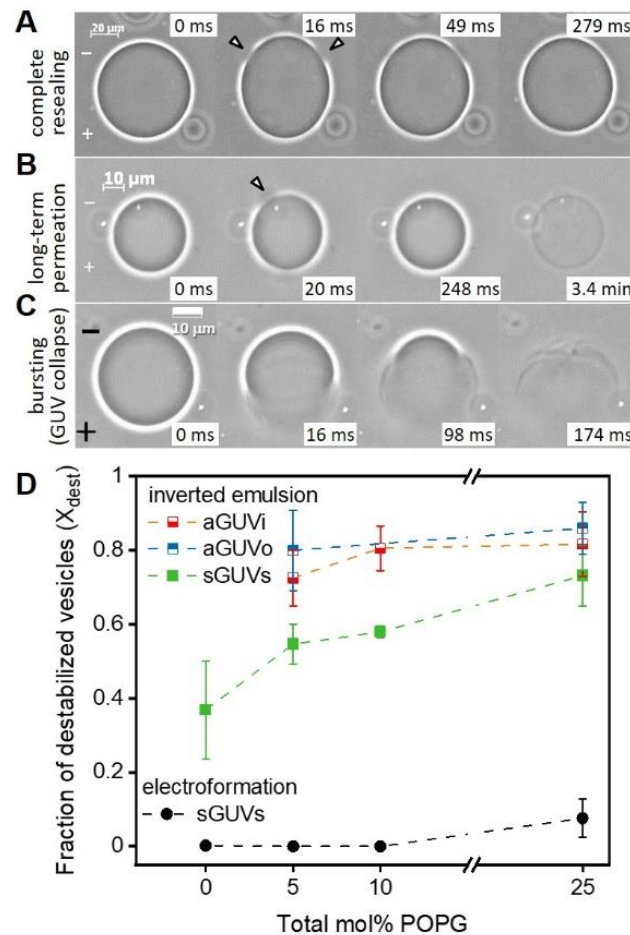 A
20 μm
0 ms
16 ms
49 ms
279 ms
−
+
complete
resealing
B
10 μm
−
+
0 ms
20 ms
248 ms
3.4 min
long-term
permeation
C
10 μm
−
+
0 ms
16 ms
98 ms
174 ms
bursting
(GUV collapse)
D
inverted emulsion
aGUVi
aGUVo
sGUVs
electroformation
sGUVs
Fraction of destabilized vesicles (X_dest)
1
0.8
0.6
0.4
0.2
0
0
5
10
25
Total mol% POPG